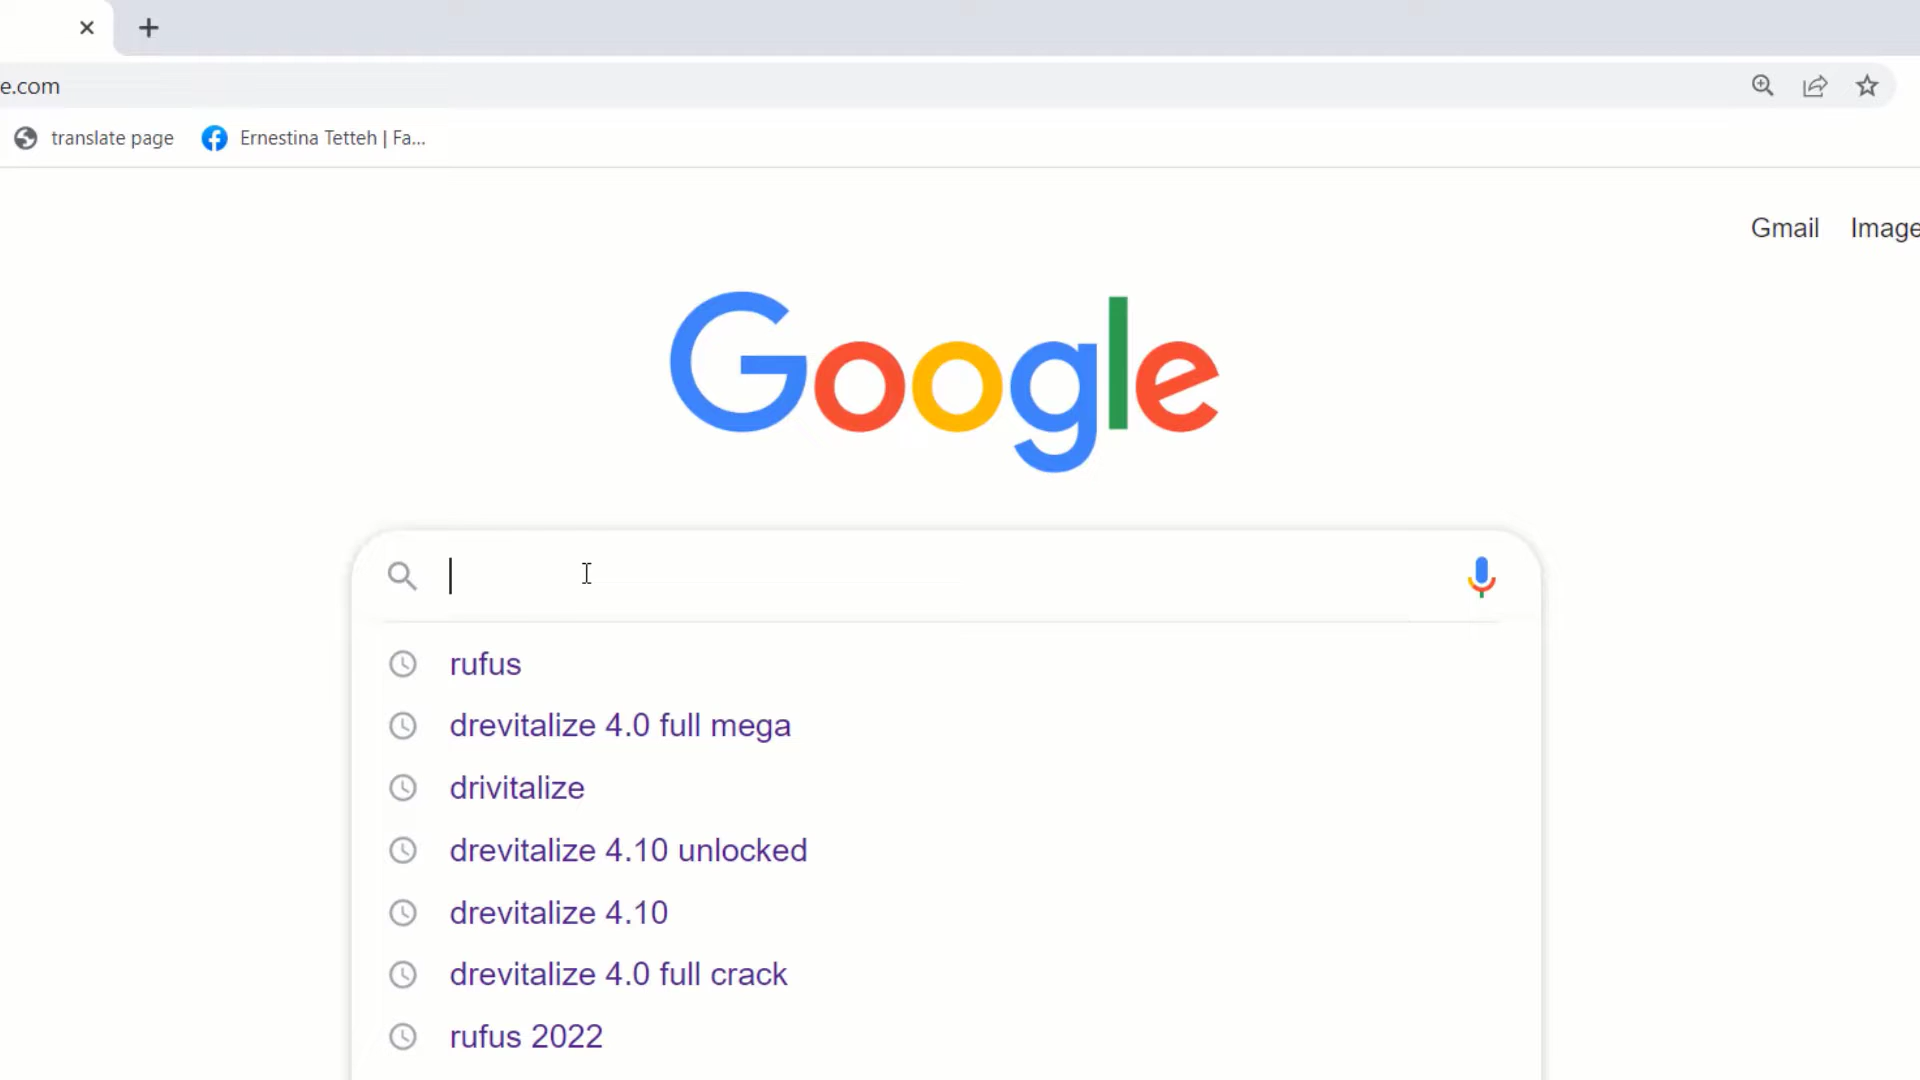 e.com
translate page
Ernestina Tetteh | Fa...
Gmail Image
Google
rufus
drevitalize 4.0 full mega
drivitalize
drevitalize 4.10 unlocked
drevitalize 4.10
drevitalize 4.0 full crack
rufus 2022